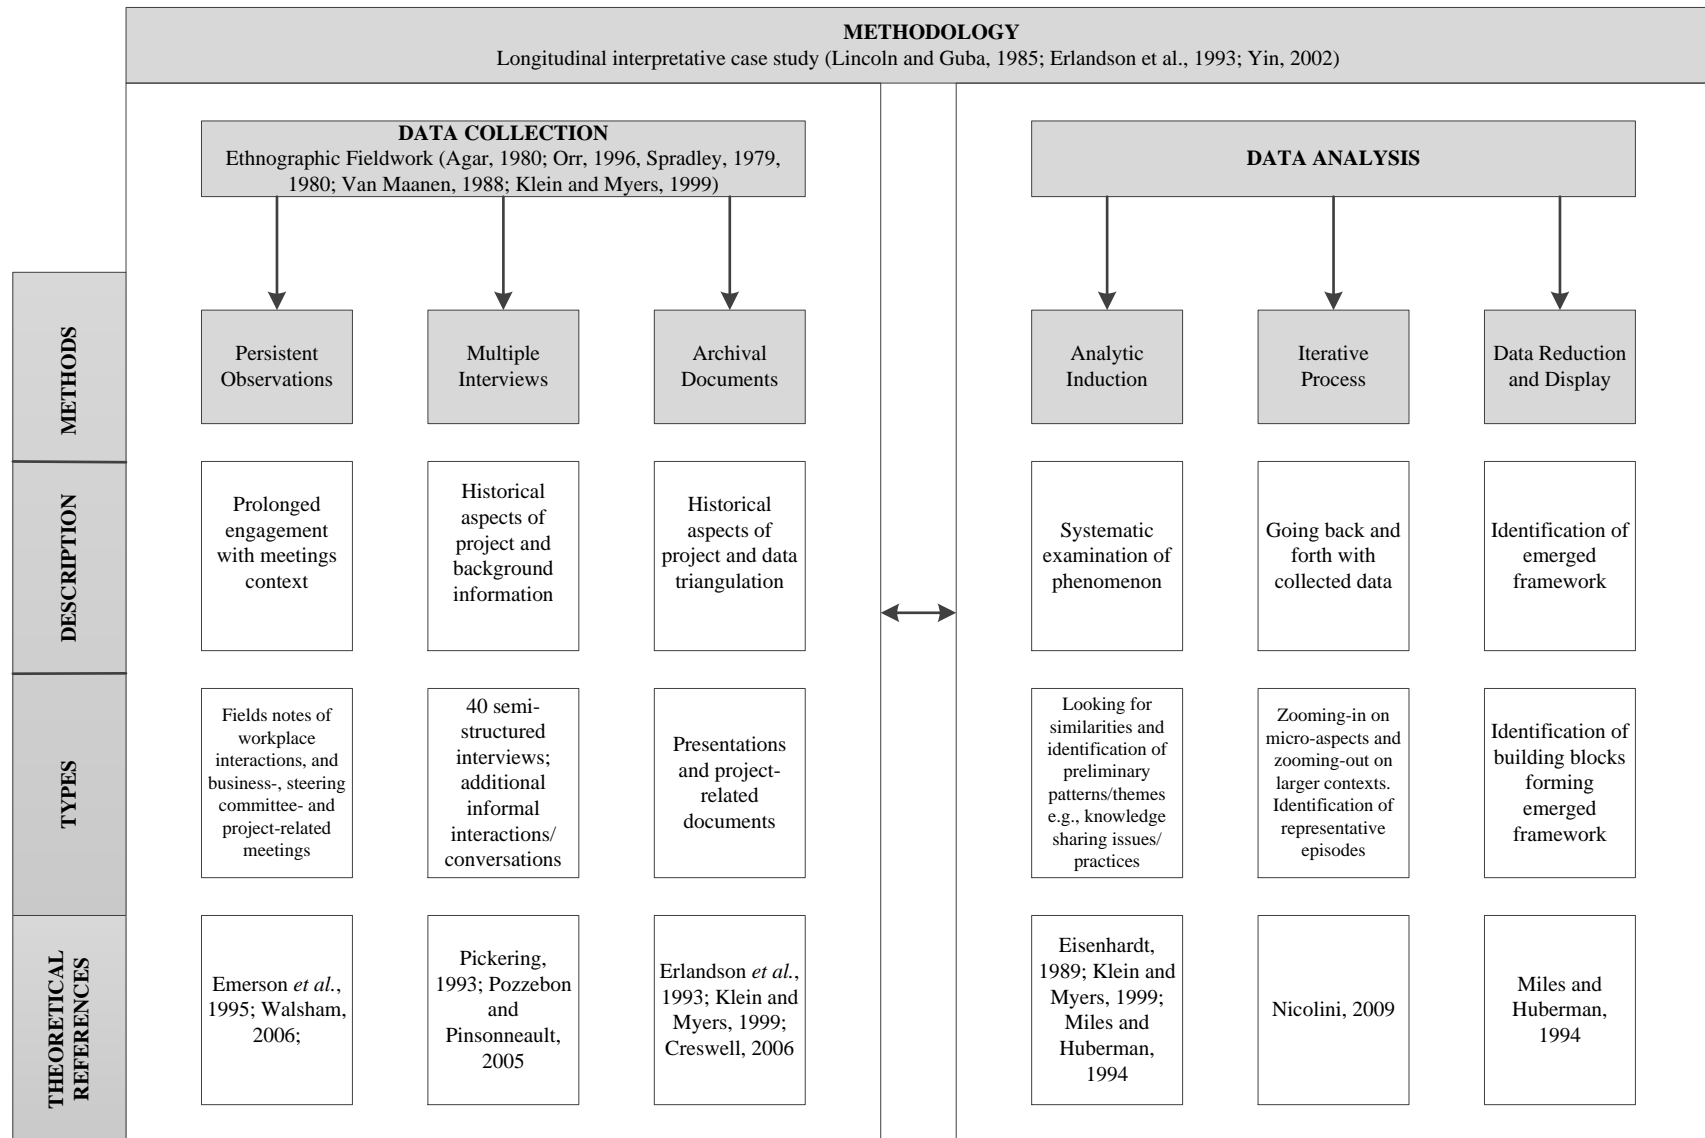 METHODOLOGY
Longitudinal interpretative case study (Lincoln and Guba, 1985; Erlandson et al., 1993; Yin, 2002)
DATA COLLECTION
Ethnographic Fieldwork (Agar, 1980; Orr, 1996, Spradley, 1979,
1980; Van Maanen, 1988; Klein and Myers, 1999)
DATA ANALYSIS
METHODS
Persistent
Observations
Multiple
Interviews
Archival
Documents
Analytic
Induction
Iterative
Process
Data Reduction
and Display
DESCRIPTION
Prolonged
engagement
with meetings
context
Historical
aspects of
project and
background
information
Historical
aspects of
project and data
triangulation
Systematic
examination of
phenomenon
Going back and
forth with
collected data
Identification of
emerged
framework
TYPES
Fields notes of
workplace
interactions, and
business-, steering
committee- and
project-related
meetings
40 semi-
structured
interviews;
additional
informal
interactions/
conversations
Presentations
and project-
related
documents
Looking for
similarities and
identification of
preliminary
patterns/themes
e.g., knowledge
sharing issues/
practices
Zooming-in on
micro-aspects and
zooming-out on
larger contexts.
Identification of
representative
episodes
Identification of
building blocks
forming
emerged
framework
THEORETICAL
REFERENCES
Emerson et al.,
1995; Walsham,
2006;
Pickering,
1993; Pozzebon
and
Pinsonneault,
2005
Erlandson et al.,
1993; Klein and
Myers, 1999;
Creswell, 2006
Eisenhardt,
1989; Klein and
Myers, 1999;
Miles and
Huberman,
1994
Nicolini, 2009
Miles and
Huberman,
1994